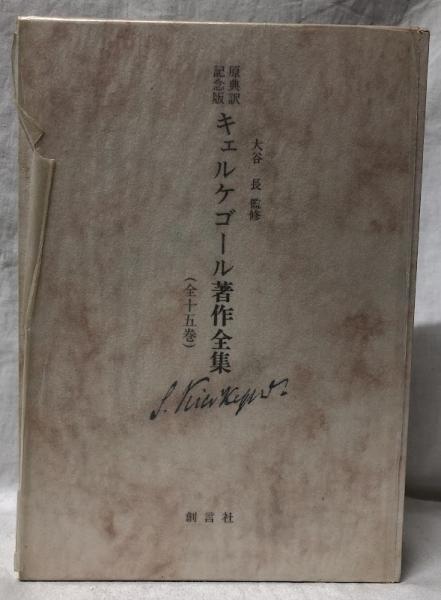 大谷 長 監修
原典訳
記念版
キェルケゴール著作全集
(全十五巻)
S. Kierkegaard
創言社